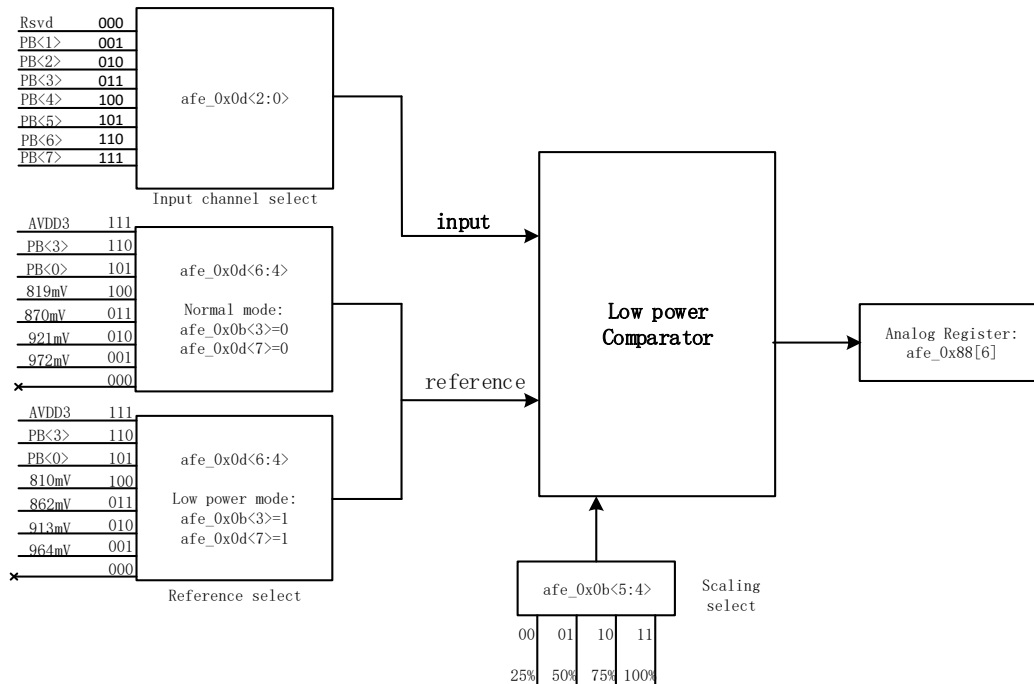 Rsvd 000
PB<1> 001
PB<2> 010
PB<3> 011
PB<4> 100
PB<5> 101
PB<6> 110
PB<7> 111
afe_0x0d<2:0>
Input channel select
AVDD3 111
PB<3> 110
PB<0> 101
819mV 100
870mV 011
921mV 010
972mV 001
000
afe_0x0d<6:4>
Normal mode:
afe_0x0b<3>=0
afe_0x0d<7>=0
AVDD3 111
PB<3> 110
PB<0> 101
810mV 100
862mV 011
913mV 010
964mV 001
000
afe_0x0d<6:4>
Low power mode:
afe_0x0b<3>=1
afe_0x0d<7>=1
Reference select
input
reference
Low power
Comparator
Analog Register:
afe_0x88[6]
afe_0x0b<5:4>
Scaling
select
00 01 10 11
25% 50% 75% 100%